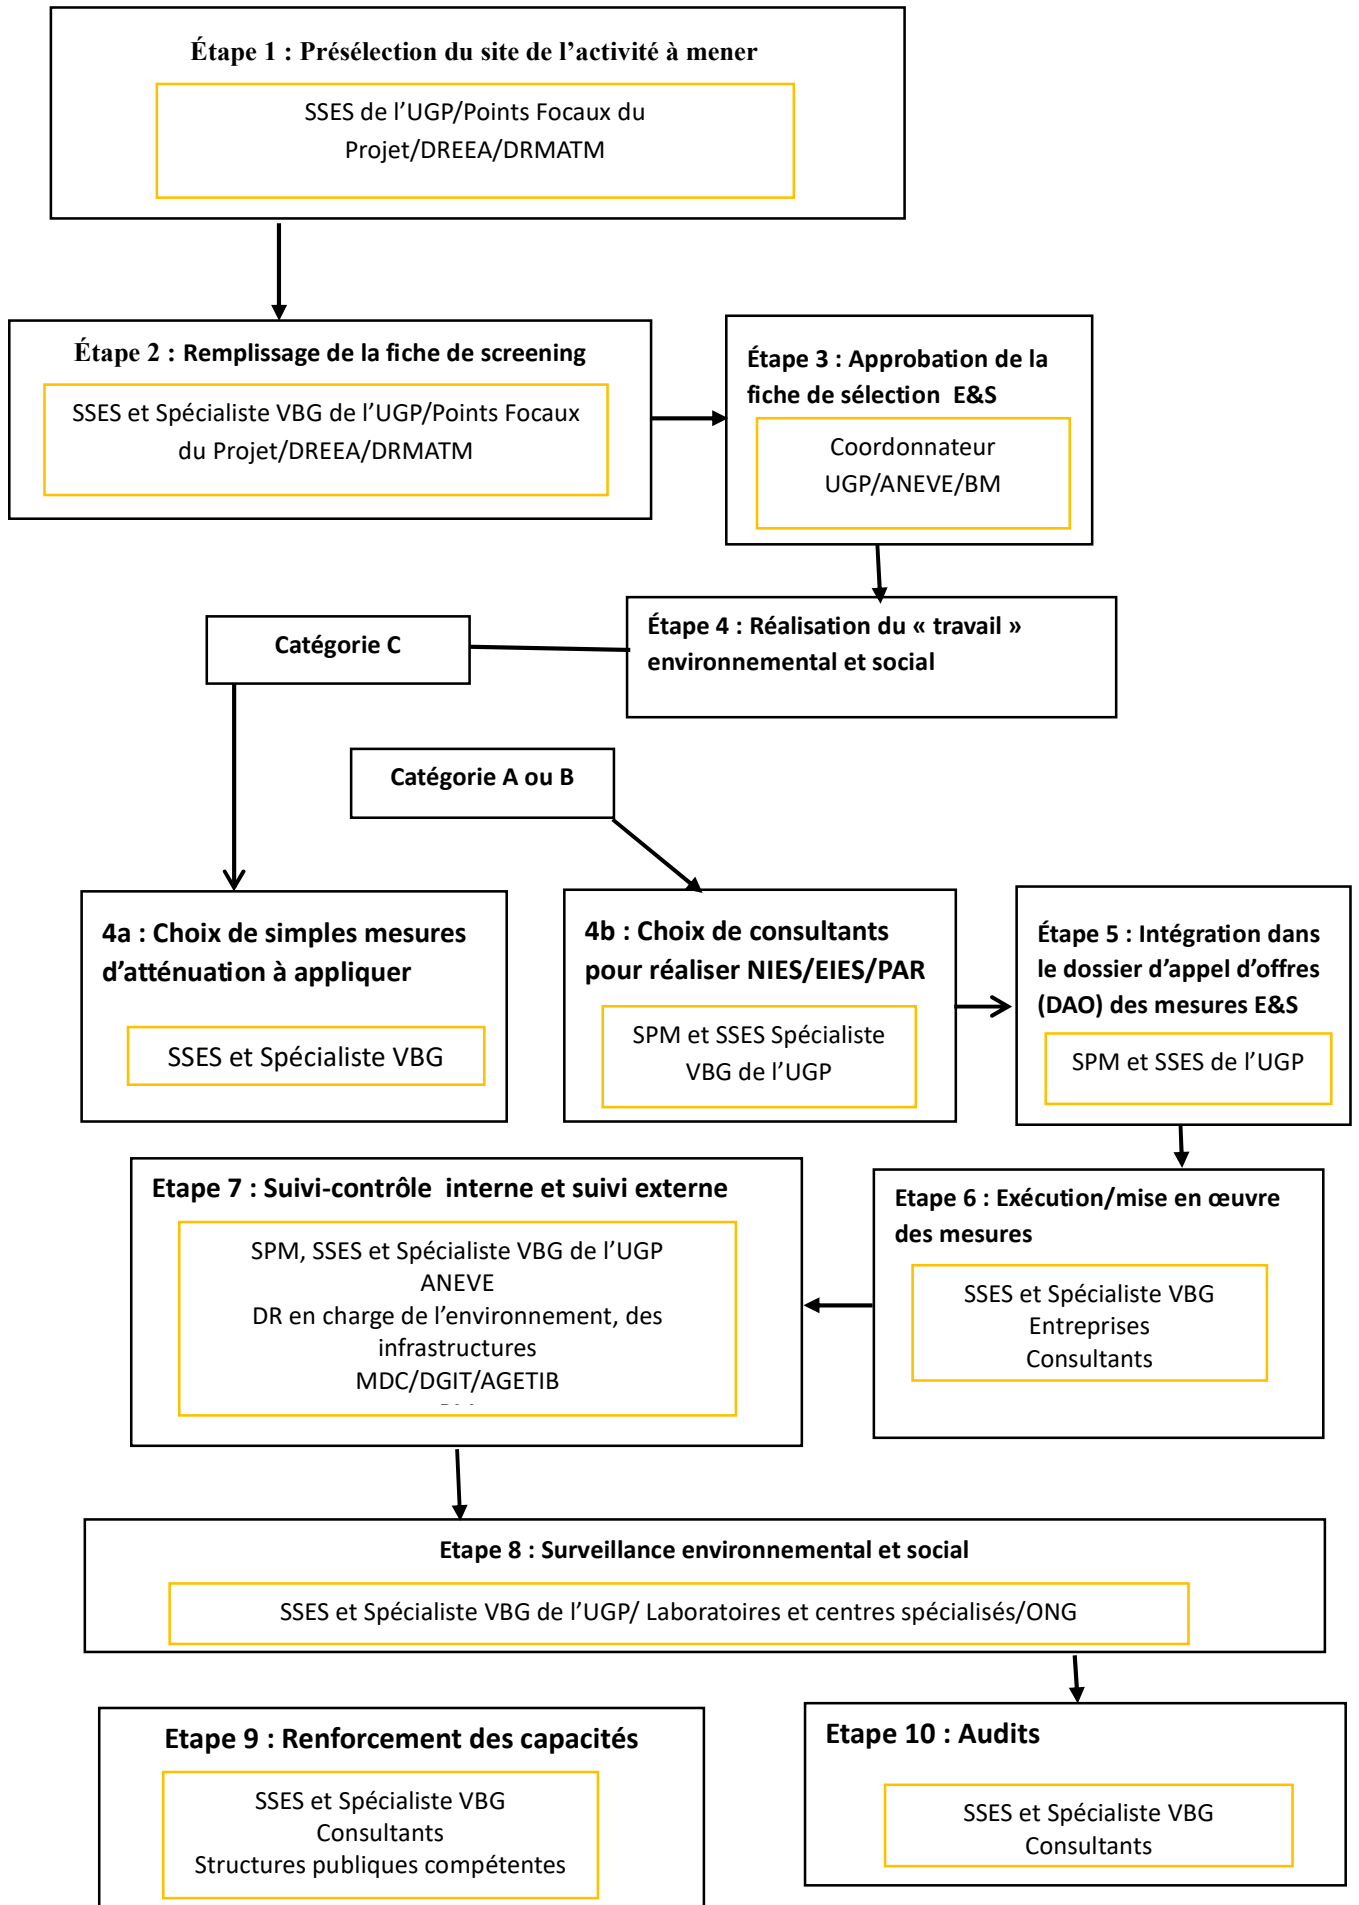 Étape 1 : Présélection du site de l’activité à mener
SSES de l’UGP/Points Focaux du
Projet/DREEA/DRMATM
Étape 2 : Remplissage de la fiche de screening
SSES et Spécialiste VBG de l’UGP/Points Focaux
du Projet/DREEA/DRMATM
Étape 3 : Approbation de la
fiche de sélection E&S
Coordonnateur
UGP/ANEVE/BM
Étape 4 : Réalisation du « travail »
environnemental et social
Catégorie C
Catégorie A ou B
4a : Choix de simples mesures
d’atténuation à appliquer
SSES et Spécialiste VBG
4b : Choix de consultants
pour réaliser NIES/EIES/PAR
SPM et SSES Spécialiste
VBG de l’UGP
Étape 5 : Intégration dans
le dossier d’appel d’offres
(DAO) des mesures E&S
SPM et SSES de l’UGP
Etape 6 : Exécution/mise en œuvre
des mesures
SSES et Spécialiste VBG
Entreprises
Consultants
Etape 7 : Suivi-contrôle interne et suivi externe
SPM, SSES et Spécialiste VBG de l’UGP
ANEVE
DR en charge de l’environnement, des
infrastructures
MDC/DGIT/AGETIB
Etape 8 : Surveillance environnemental et social
SSES et Spécialiste VBG de l’UGP/ Laboratoires et centres spécialisés/ONG
Etape 9 : Renforcement des capacités
SSES et Spécialiste VBG
Consultants
Structures publiques compétentes
Etape 10 : Audits
SSES et Spécialiste VBG
Consultants